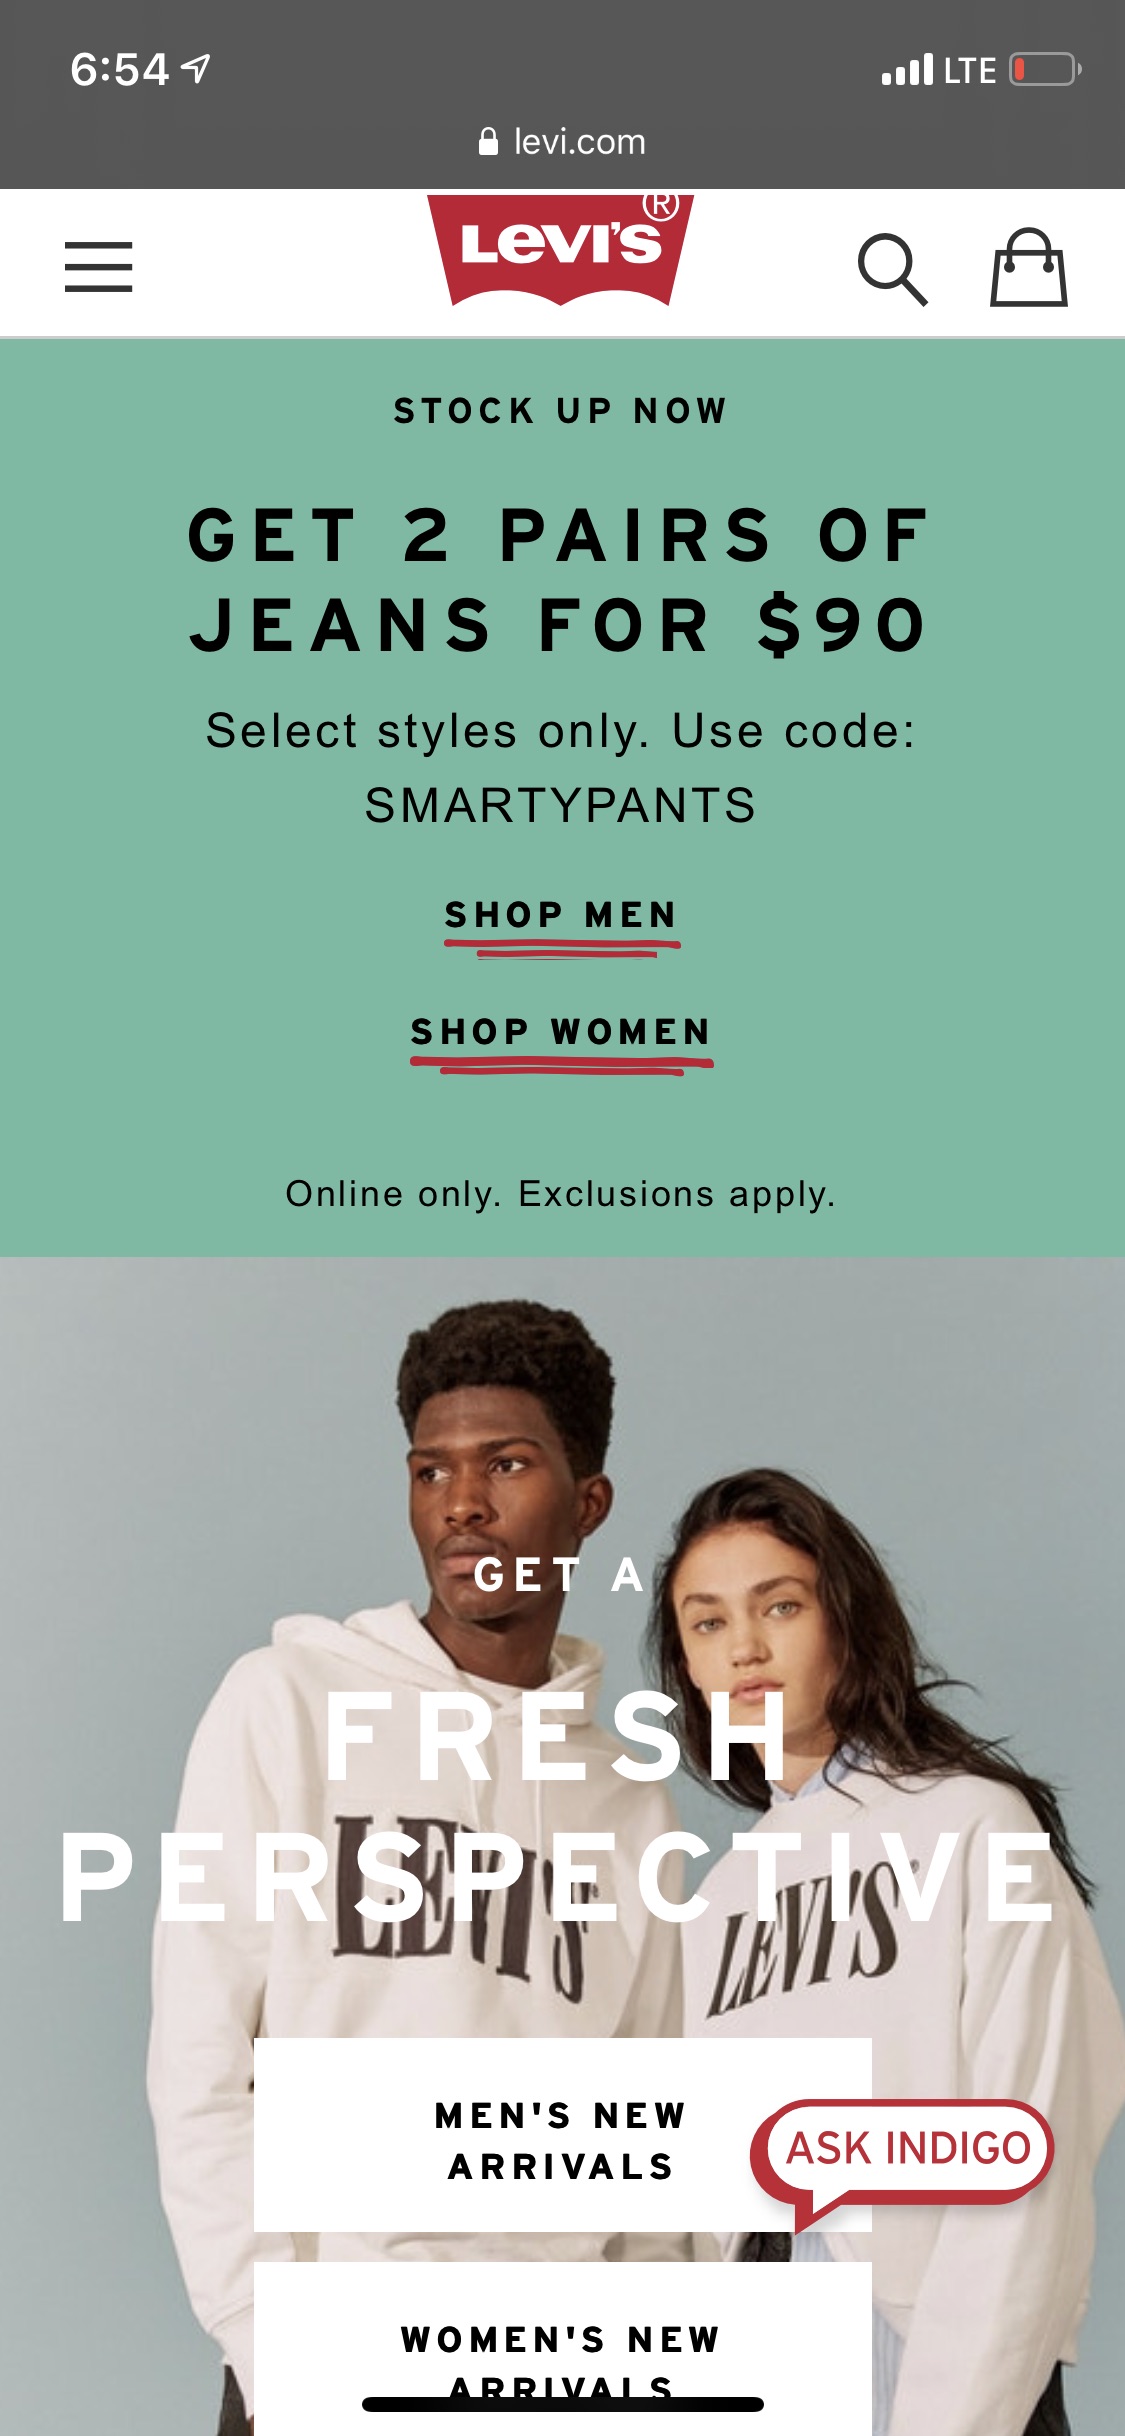 6:54
LTE
levi.com
LEVI'S®
STOCK UP NOW
GET 2 PAIRS OF
JEANS FOR $90
Select styles only. Use code:
SMARTYPANTS
SHOP MEN
SHOP WOMEN
Online only. Exclusions apply.
GET A
FRESH
PERSPECTIVE
LEVI'S
LEVI'S
MEN'S NEW
ARRIVALS
ASK INDIGO
WOMEN'S NEW
ARRIVALS